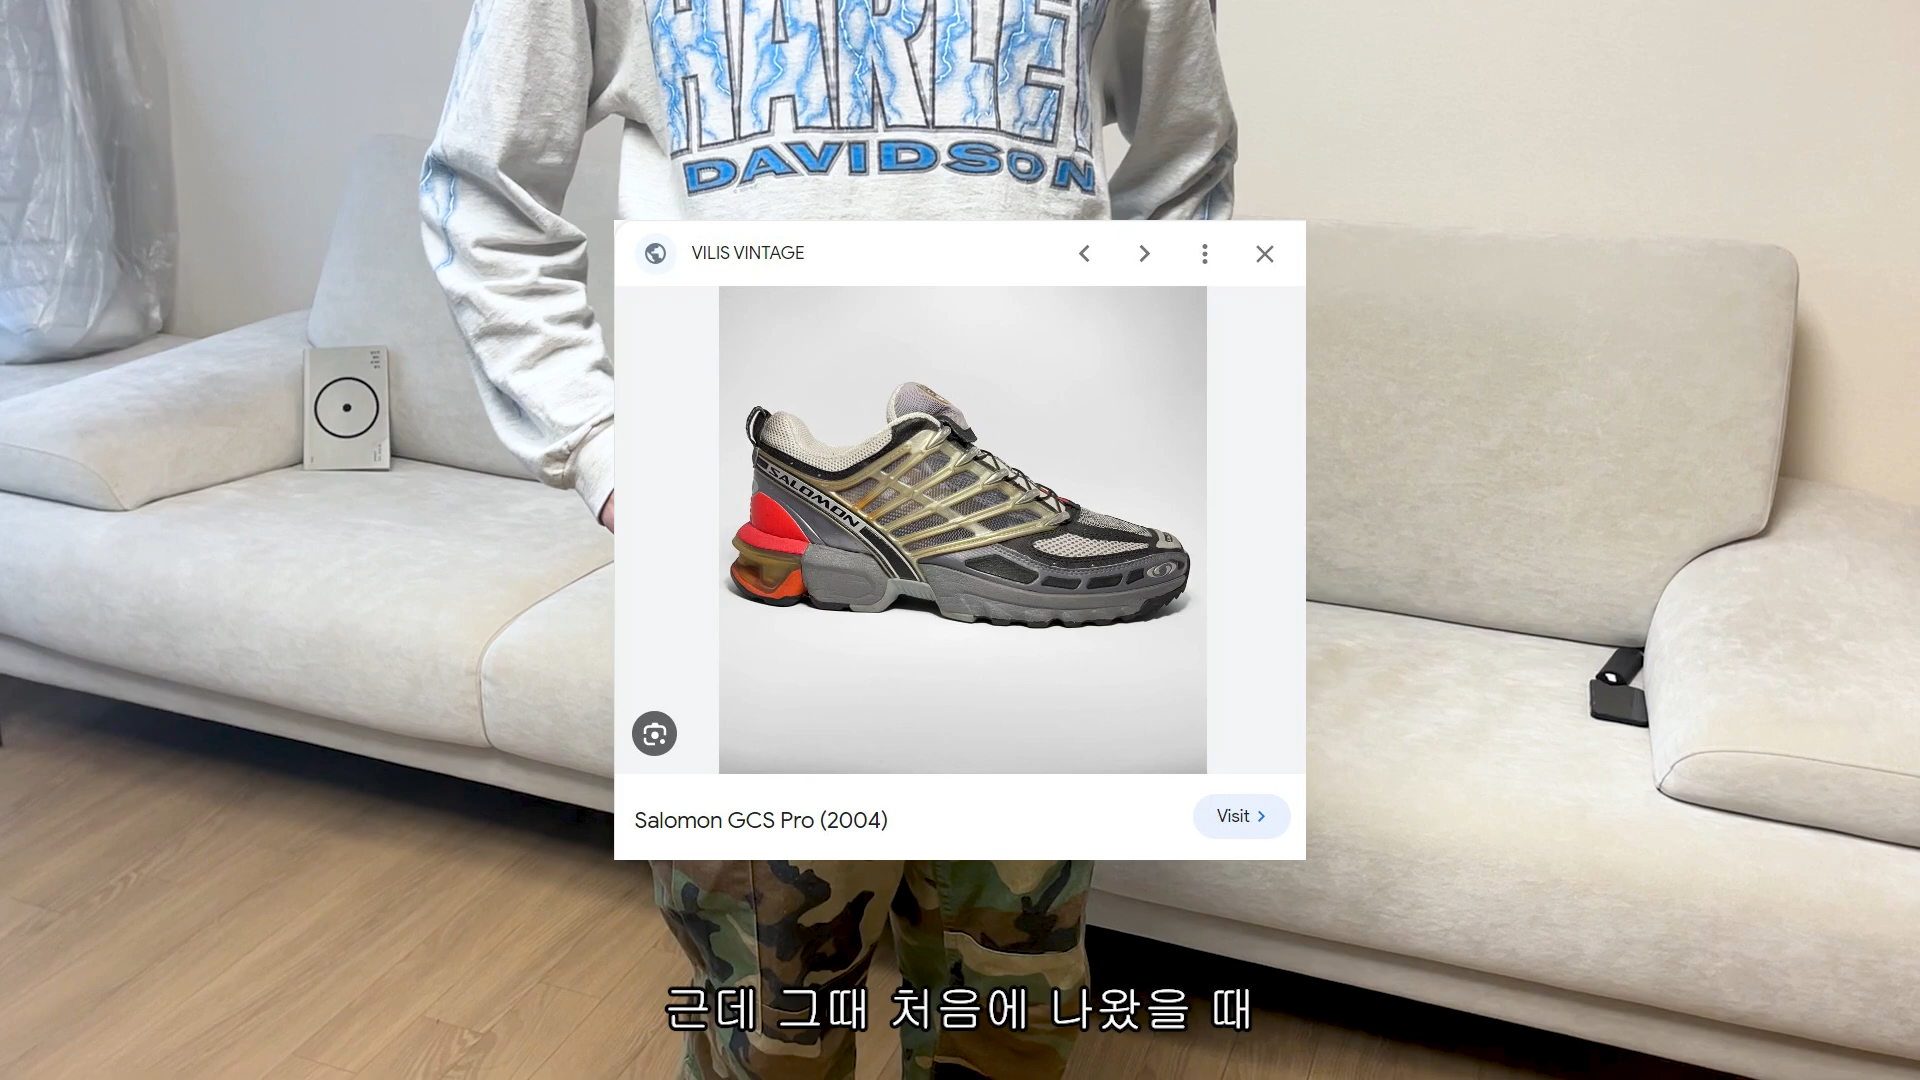 HARLEY
DAVIDSON
VILIS VINTAGE
SALOMON
Salomon GCS Pro (2004)
Visit
근데 그때 처음에 나왔을 때